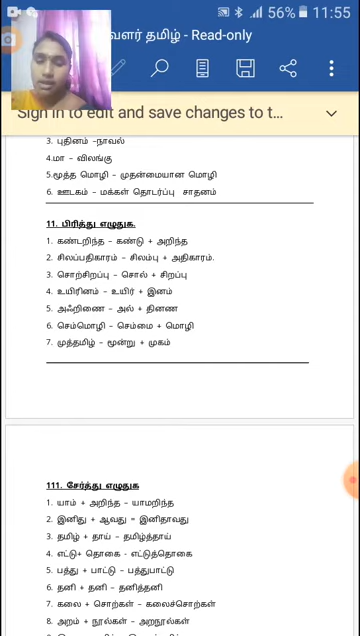 56% 11:55
வளர் தமிழ் - Read-only
Sign in to edit and save changes to t...
3. புதினம் -நாவல்
4.மா – விலங்கு
5.மூத்த மொழி – முதன்மையான மொழி
6. ஊடகம் – மக்கள் தொடர்ப்பு சாதனம்
11. பிரித்து எழுதுக.
1. கண்டறிந்த – கண்டு + அறிந்த
2. சிலப்பதிகாரம் – சிலம்பு + அதிகாரம்.
3. சொற்சிறப்பு – சொல் + சிறப்பு
4. உயிரினம் – உயிர் + இனம்
5. அஃறிணை – அல் + தினண
6. செம்மொழி – செம்மை + மொழி
7. முத்தமிழ் – மூன்று + முகம்
111. சேர்த்து எழுதுக
1. யாம் + அறிந்த – யாமறிந்த
2. இனிது + ஆவது = இனிதாவது
3. தமிழ் + தாய் – தமிழ்த்தாய்
4. எட்டு+ தொகை - எட்டுத்தொகை
5. பத்து + பாட்டு – பத்துபாட்டு
6. தனி + தனி – தனித்தனி
7. கலை + சொற்கள் – கலைச்சொற்கள்
8. அறம் + நூல்கள் – அறநூல்கள்